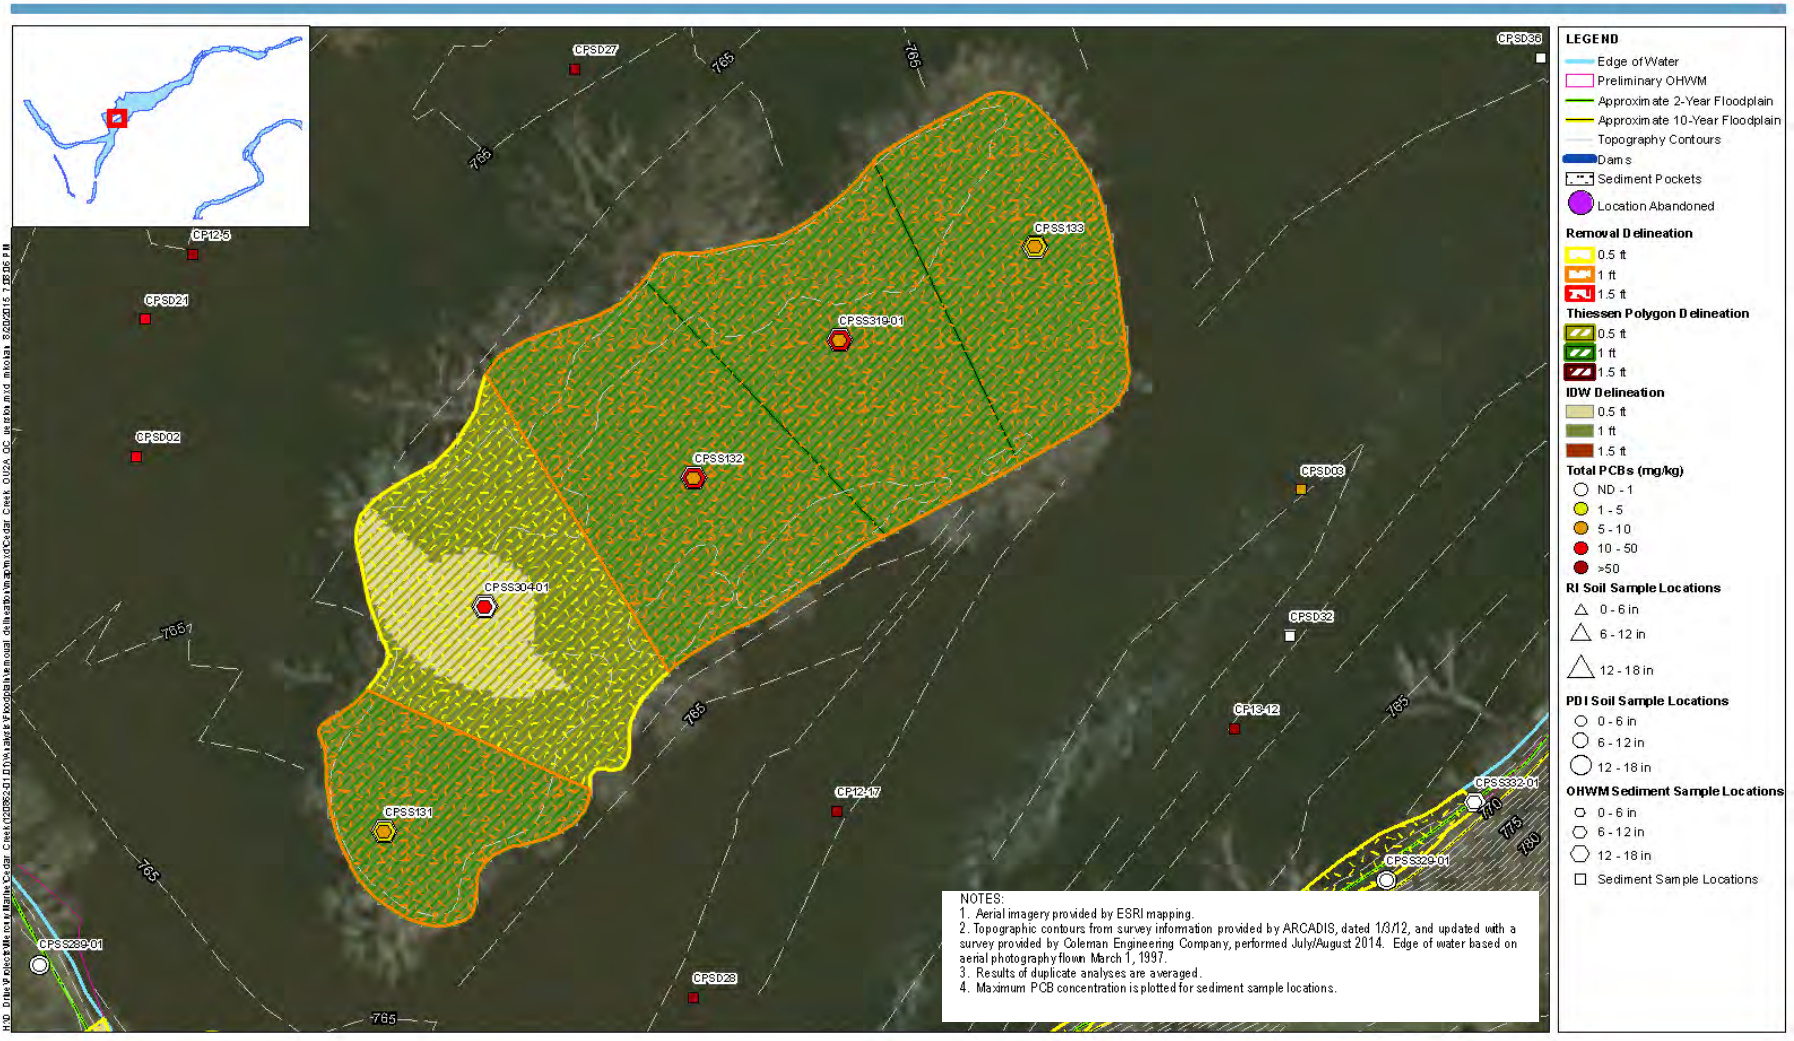 CPSD27
765
765
CPSD36
765
CP12-5
CPSS133
CPSD21
CPSS319-01
CPSD02
CPSS132
CPSD03
CPSS304-01
765
CPSD32
765
765
CP13-12
CPSS131
CP12-17
CPSS332-01
770
775
780
765
CPSS329-01
CPSS289-01
CPSD28
765
NOTES:
1. Aerial imagery provided by ESRI mapping.
2. Topographic contours from survey information provided by ARCADIS, dated 1/3/12, and updated with a
survey provided by Coleman Engineering Company, performed July/August 2014. Edge of water based on
aerial photography flown March 1, 1997.
3. Results of duplicate analyses are averaged.
4. Maximum PCB concentration is plotted for sediment sample locations.
LEGEND
Edge of Water
Preliminary OHWM
Approximate 2-Year Floodplain
Approximate 10-Year Floodplain
Topography Contours
Dams
Sediment Pockets
Location Abandoned
Removal Delineation
0.5 ft
1 ft
1.5 ft
Thiessen Polygon Delineation
0.5 ft
1 ft
1.5 ft
IDW Delineation
0.5 ft
1 ft
1.5 ft
Total PCBs (mg/kg)
ND - 1
1 - 5
5 - 10
10 - 50
>50
RI Soil Sample Locations
0 - 6 in
6 - 12 in
12 - 18 in
PDI Soil Sample Locations
0 - 6 in
6 - 12 in
12 - 18 in
OHWM Sediment Sample Locations
0 - 6 in
6 - 12 in
12 - 18 in
Sediment Sample Locations